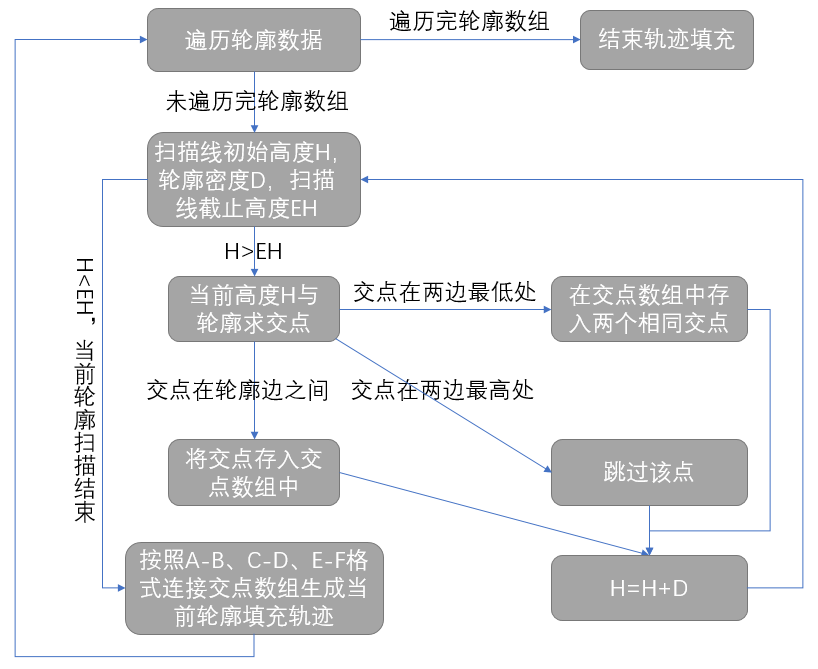 遍历轮廓数据
遍历完轮廓数组
结束轨迹填充
未遍历完轮廓数组
扫描线初始高度H,
轮廓密度D，扫描
线截止高度EH
H>EH
H<EH，当前轮廓扫描结束
当前高度H与
轮廓求交点
交点在两边最低处
在交点数组中存
入两个相同交点
交点在轮廓边之间
交点在两边最高处
将交点存入交
点数组中
跳过该点
按照A-B、C-D、E-F格
式连接交点数组生成当
前轮廓填充轨迹
H=H+D